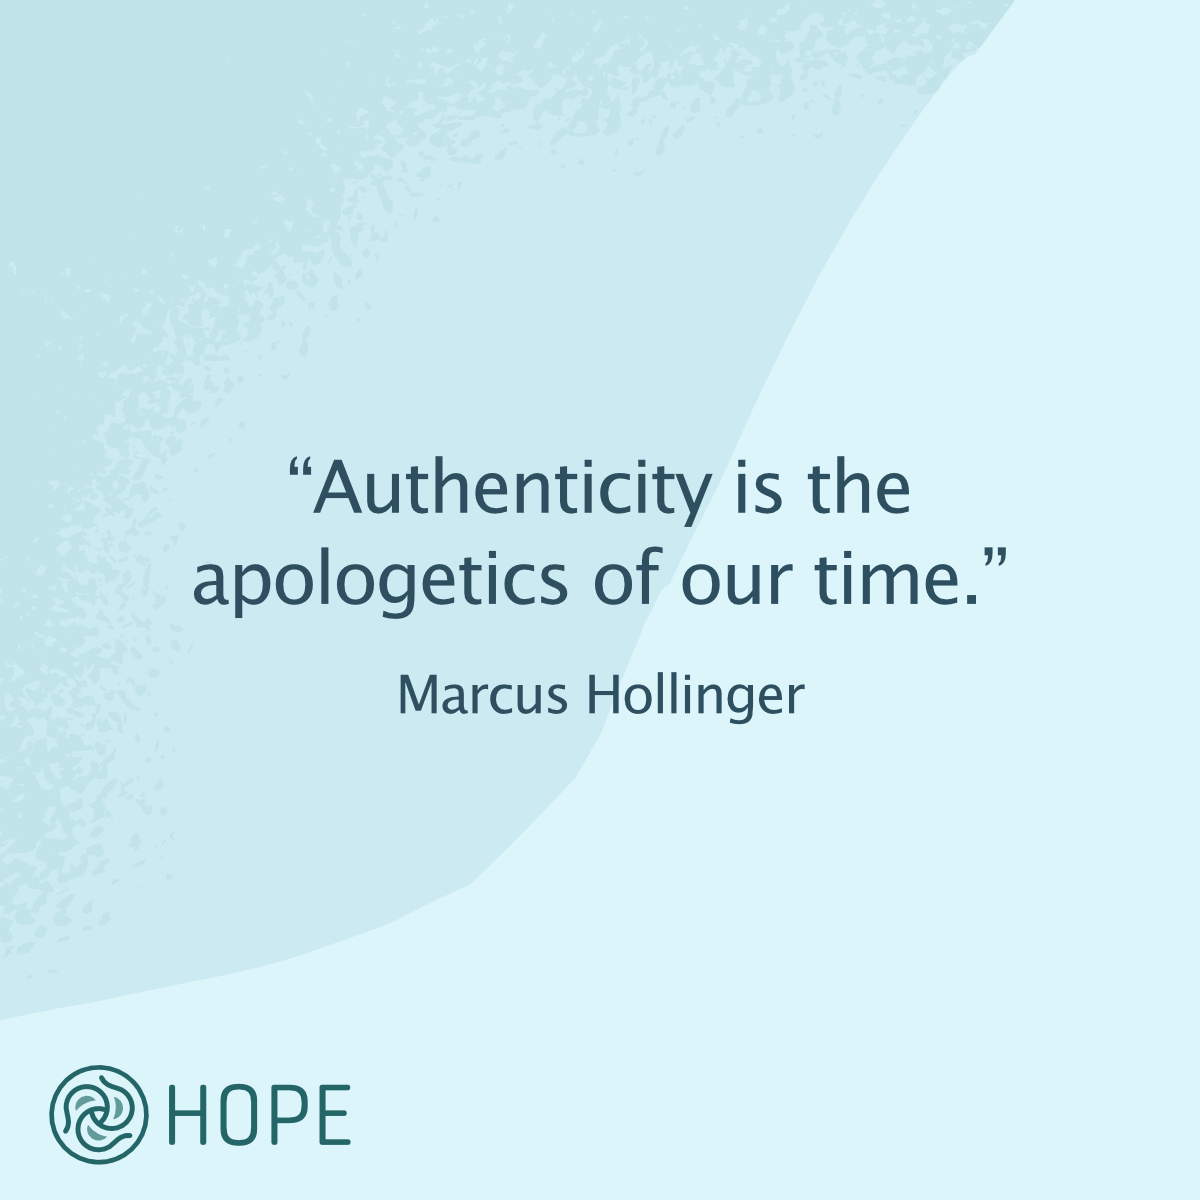 “Authenticity is the
apologetics of our time.”
Marcus Hollinger
HOPE